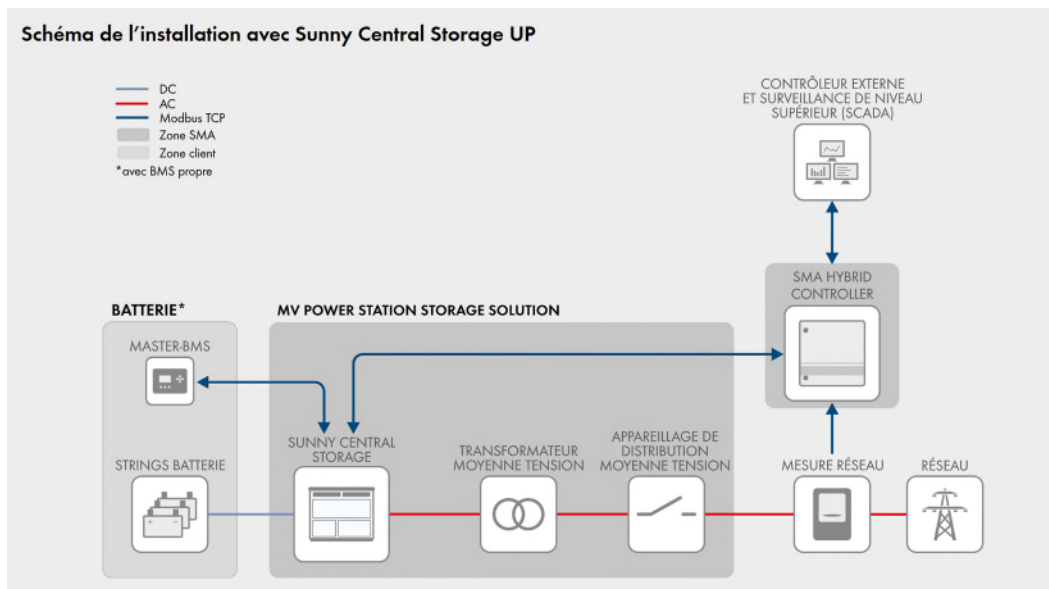 Schéma de l'installation avec Sunny Central Storage UP
DC
AC
Modbus TCP
Zone SMA
Zone client
*avec BMS propre
CONTRÔLEUR EXTERNE
ET SURVEILLANCE DE NIVEAU
SUPÉRIEUR (SCADA)
SMA HYBRID
CONTROLLER
BATTERIE*
MV POWER STATION STORAGE SOLUTION
MASTER-BMS
STRINGS BATTERIE
SUNNY CENTRAL
STORAGE
TRANSFORMATEUR
MOYENNE TENSION
APPAREILLAGE DE
DISTRIBUTION
MOYENNE TENSION
MESURE RÉSEAU
RÉSEAU